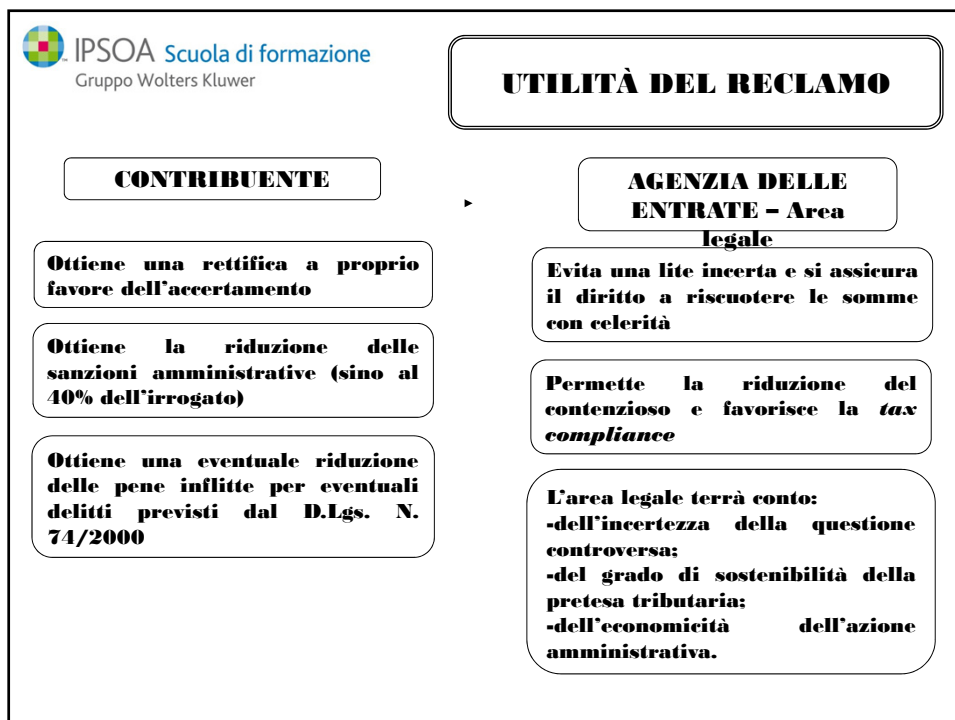 IPSOA Scuola di formazione
Gruppo Wolters Kluwer
UTILITÀ DEL RECLAMO
CONTRIBUENTE
Ottiene una rettifica a proprio
favore dell’accertamento
Ottiene la riduzione delle
sanzioni amministrative (sino al
40% dell’irrogato)
Ottiene una eventuale riduzione
delle pene inflitte per eventuali
delitti previsti dal D.Lgs. N.
74/2000
AGENZIA DELLE
ENTRATE – Area
legale
Evita una lite incerta e si assicura
il diritto a riscuotere le somme
con celerità
Permette la riduzione del
contenzioso e favorisce la tax
compliance
L’area legale terrà conto:
-dell’incertezza della questione
controversa;
-del grado di sostenibilità della
pretesa tributaria;
-dell’economicità dell’azione
amministrativa.